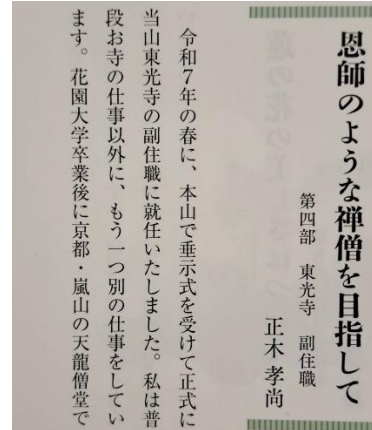 恩師のような禅僧を目指して
第四部 東光寺 副住職
正木 孝尚
令和7年の春に、本山で垂示式を受けて正式に
当山東光寺の副住職に就任いたしました。私は普
段お寺の仕事以外に、もう一つ別の仕事をしてい
ます。花園大学卒業後に京都・嵐山の天龍僧堂で